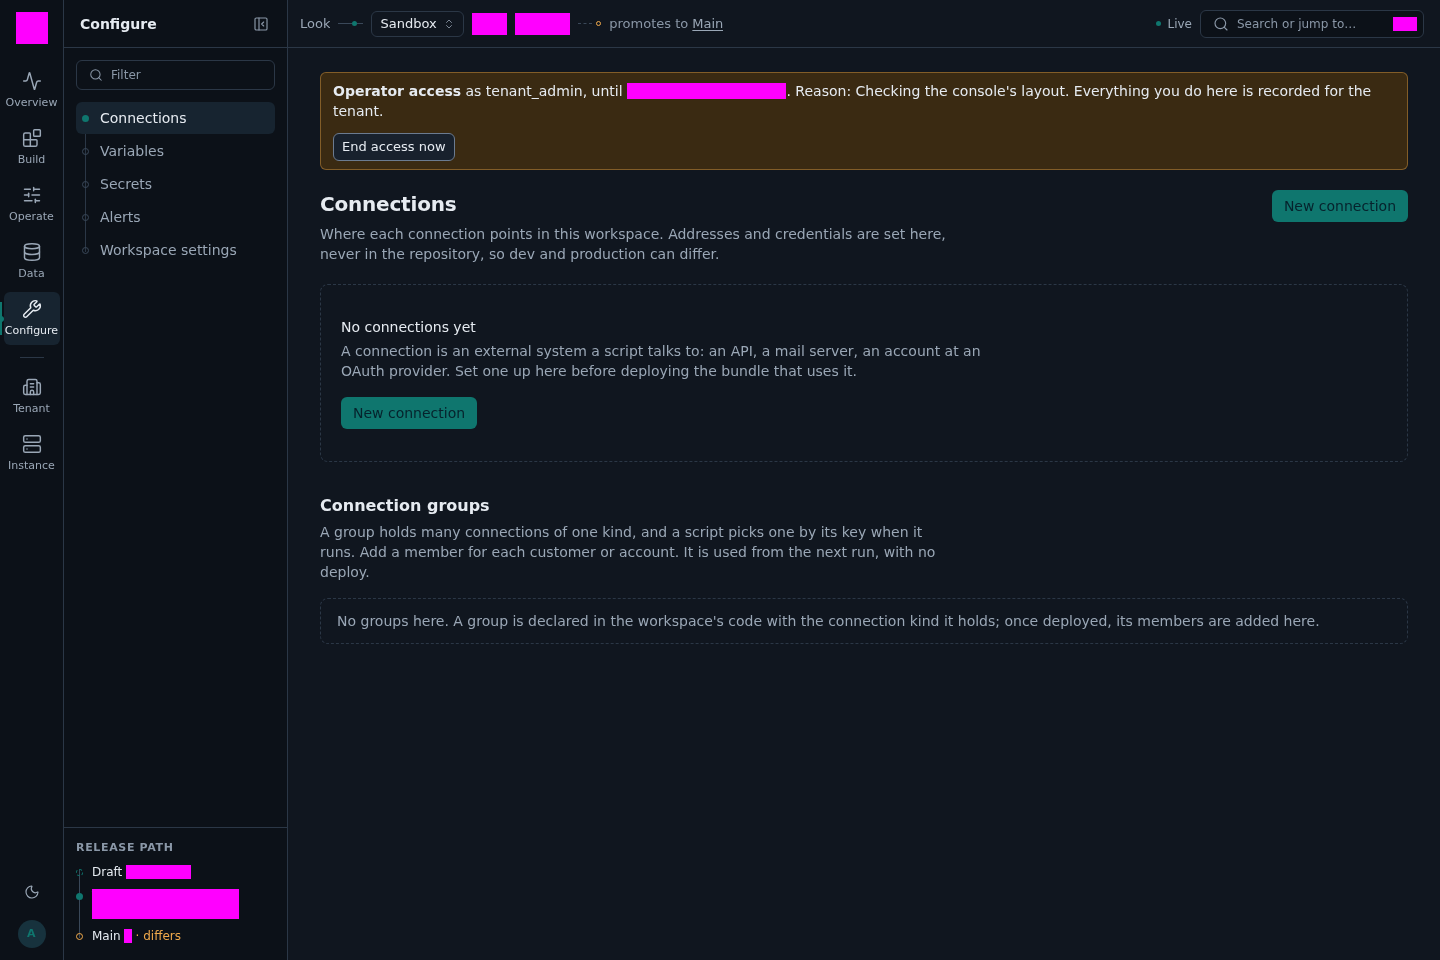 Configure
Look
Sandbox
promotes to Main
Live
Search or jump to...
Overview
Build
Operate
Data
Configure
Tenant
Instance
A
Filter
Connections
Variables
Secrets
Alerts
Workspace settings
RELEASE PATH
Draft
Main · differs
Operator access as tenant_admin, until . Reason: Checking the console's layout. Everything you do here is recorded for the
tenant.
End access now
Connections
New connection
Where each connection points in this workspace. Addresses and credentials are set here,
never in the repository, so dev and production can differ.
No connections yet
A connection is an external system a script talks to: an API, a mail server, an account at an
OAuth provider. Set one up here before deploying the bundle that uses it.
New connection
Connection groups
A group holds many connections of one kind, and a script picks one by its key when it
runs. Add a member for each customer or account. It is used from the next run, with no
deploy.
No groups here. A group is declared in the workspace's code with the connection kind it holds; once deployed, its members are added here.